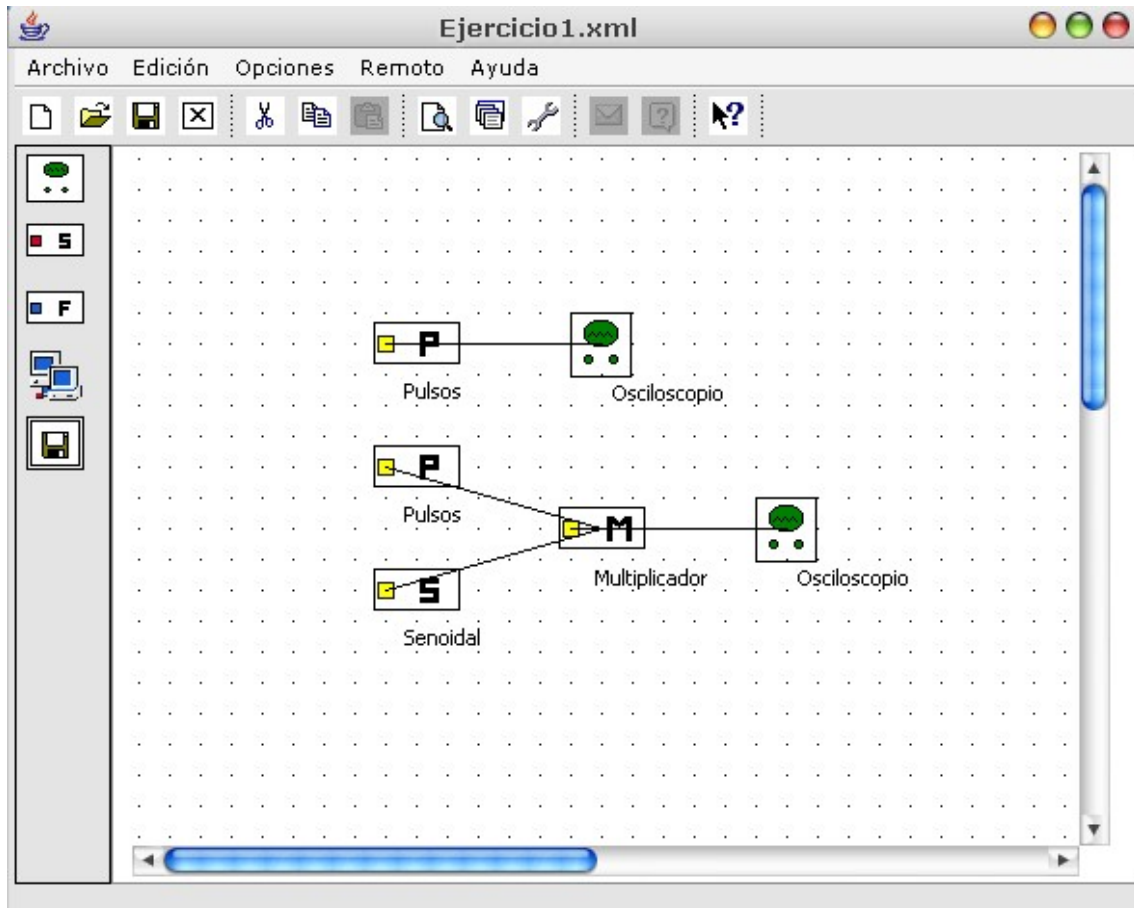 Ejercicio1.xml
Archivo Edición Opciones Remoto Ayuda
?
S
F
P
Pulsos
Osciloscopio
P
Pulsos
M
Multiplicador
Osciloscopio
S
Senoidal